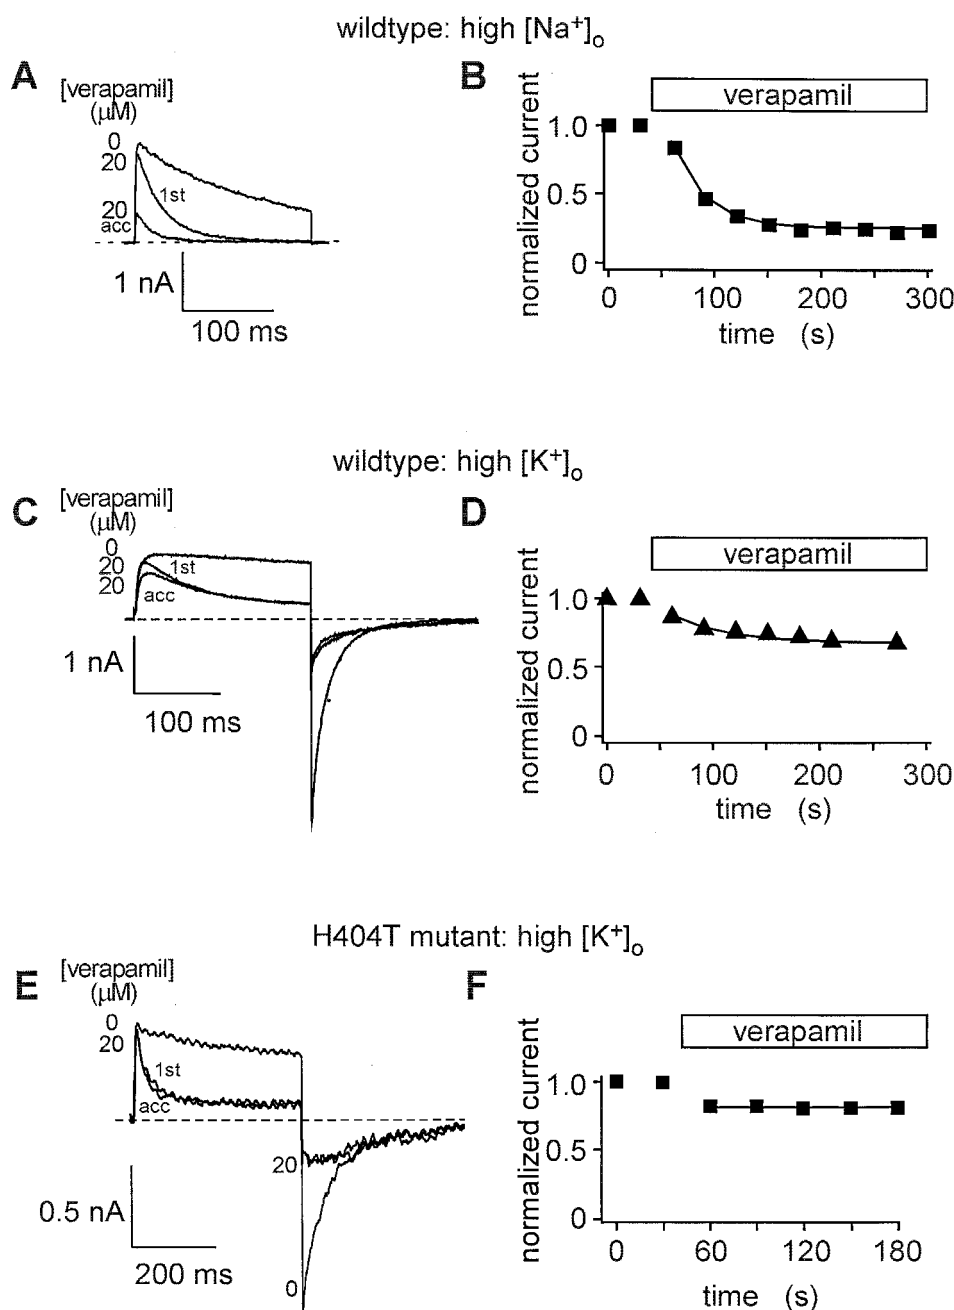 wildtype: high [Na⁺]ₒ
A
[verapamil]
(μM)
0
20
1st
20
acc
1 nA
100 ms
B
verapamil
normalized current
1.0
0.5
0
0 100 200 300
time (s)
wildtype: high [K⁺]ₒ
C
[verapamil]
(μM)
0
20
1st
20
acc
1 nA
100 ms
D
verapamil
normalized current
1.0
0.5
0
0 100 200 300
time (s)
H404T mutant: high [K⁺]ₒ
E
[verapamil]
(μM)
0
20
1st
acc
20
0.5 nA
200 ms
0
F
verapamil
normalized current
1.0
0.5
0
0 60 120 180
time (s)